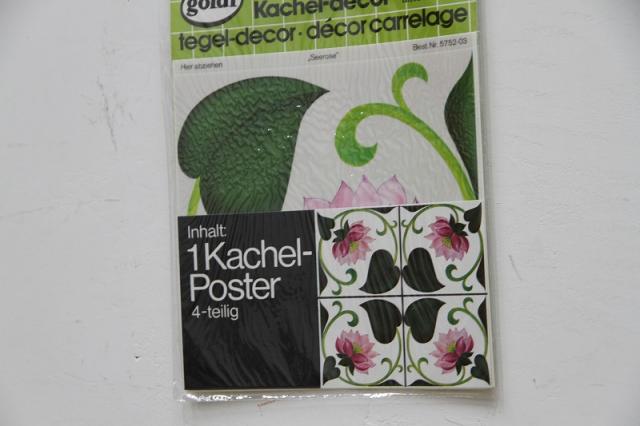 goldi
Kachel-decor
tegel-decor · décor carrelage
Hier abziehen
„Seerose“
Best. Nr. 5752-03
Inhalt:
1 Kachel-
Poster
4-teilig